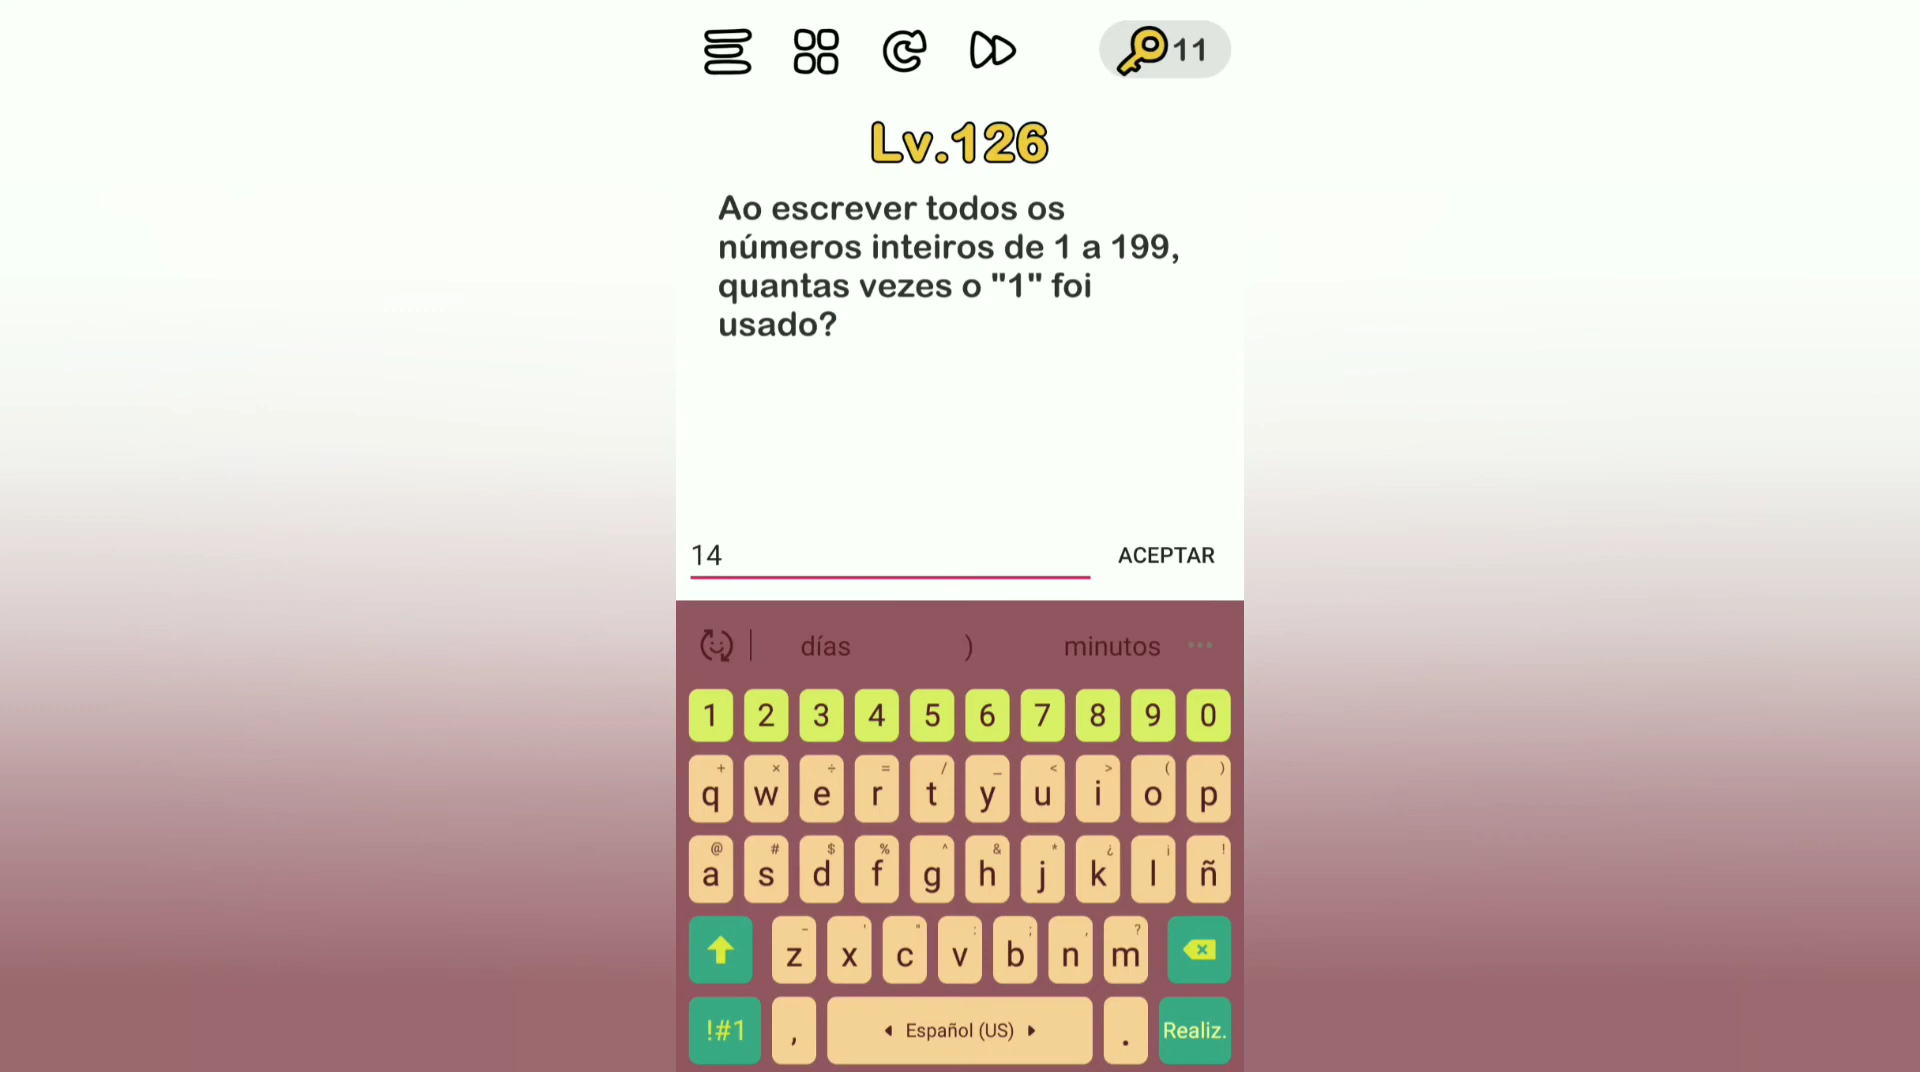 11
Lv.126
Ao escrever todos os
números inteiros de 1 a 199,
quantas vezes o "1" foi
usado?
14
ACEPTAR
días ) minutos
1 2 3 4 5 6 7 8 9 0
+ × ÷ = / _ < > ( )
q w e r t y u i o p
@ # $ % ^ & * ¿ ¡ !
a s d f g h j k l ñ
- ' " : ; , ?
z x c v b n m
!#1 , Español (US) . Realiz.